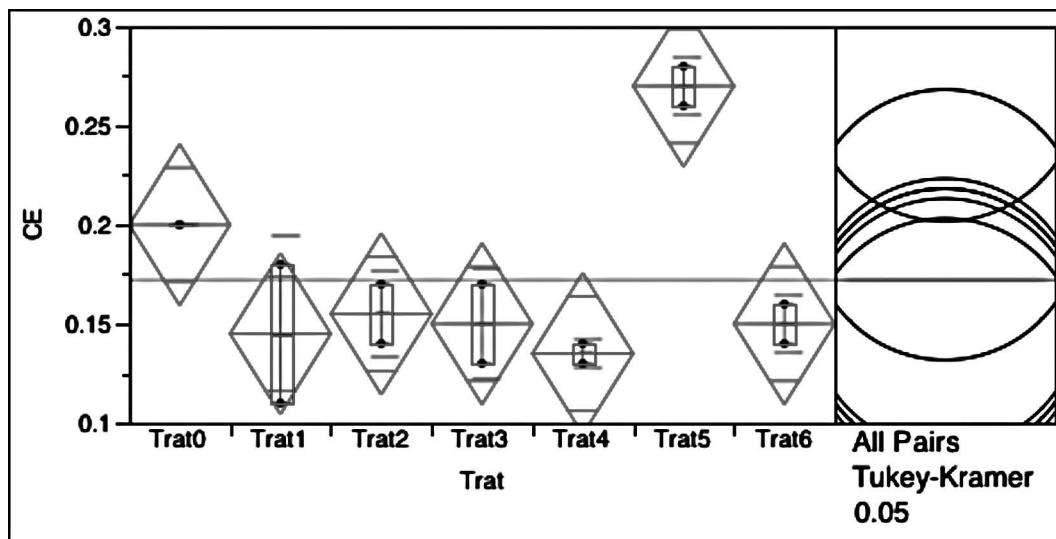 0.3
0.25
0.2
0.15
0.1
CE
Trat0 Trat1 Trat2 Trat3 Trat4 Trat5 Trat6
Trat
All Pairs
Tukey-Kramer
0.05